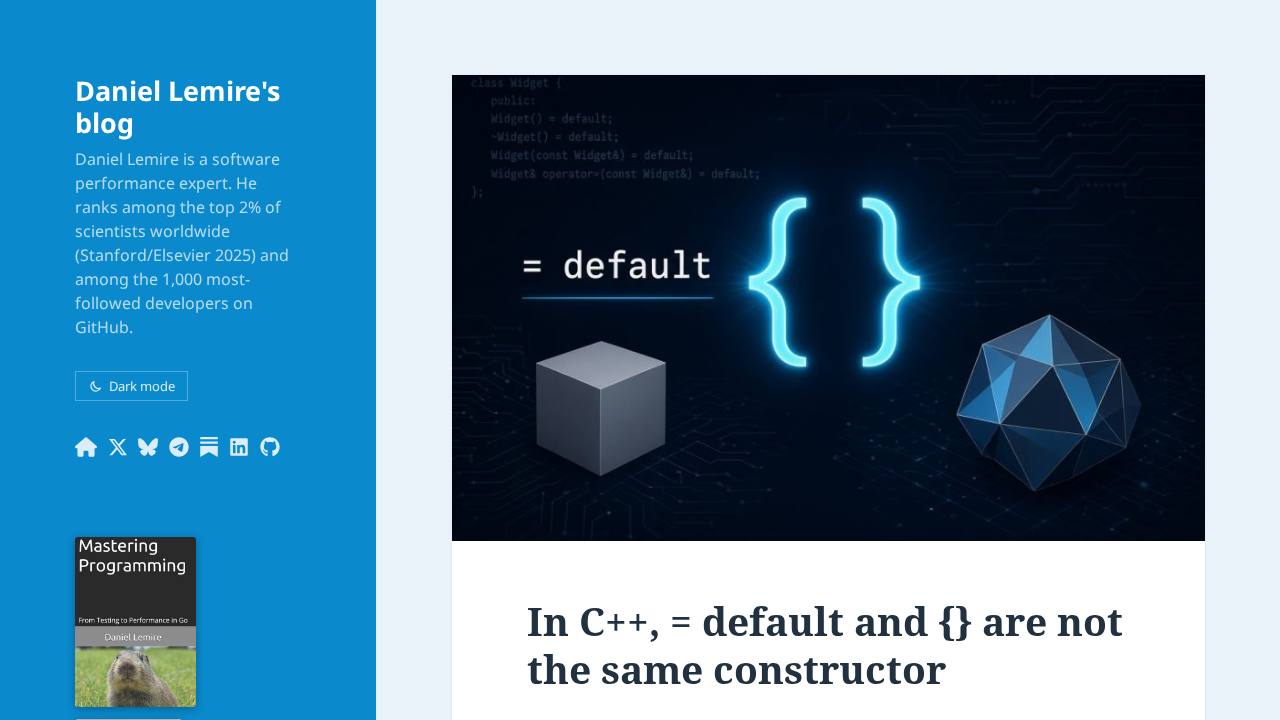 Daniel Lemire's
blog
Daniel Lemire is a software
performance expert. He
ranks among the top 2% of
scientists worldwide
(Stanford/Elsevier 2025) and
among the 1,000 most-
followed developers on
GitHub.
Dark mode
Mastering
Programming
From Testing to Performance in Go
Daniel Lemire
class Widget {
public:
Widget() = default;
~Widget() = default;
Widget(const Widget&) = default;
Widget& operator=(const Widget&) = default;
};
= default
{ }
In C++, = default and {} are not
the same constructor